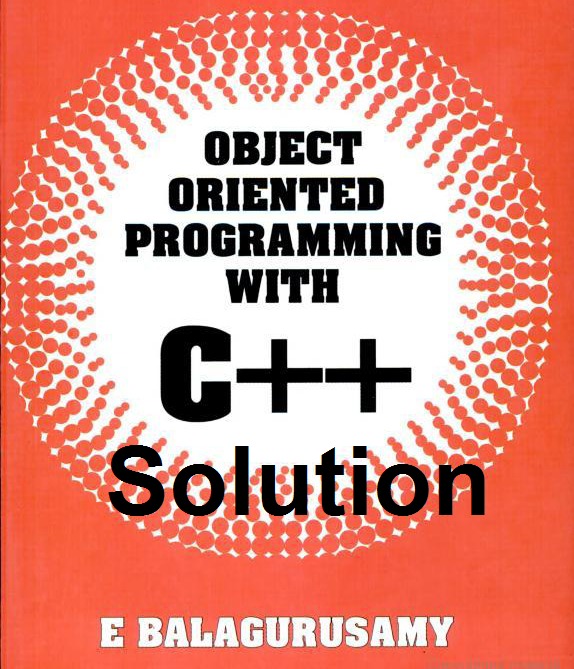 OBJECT
ORIENTED
PROGRAMMING
WITH
C++
Solution
E BALAGURUSAMY